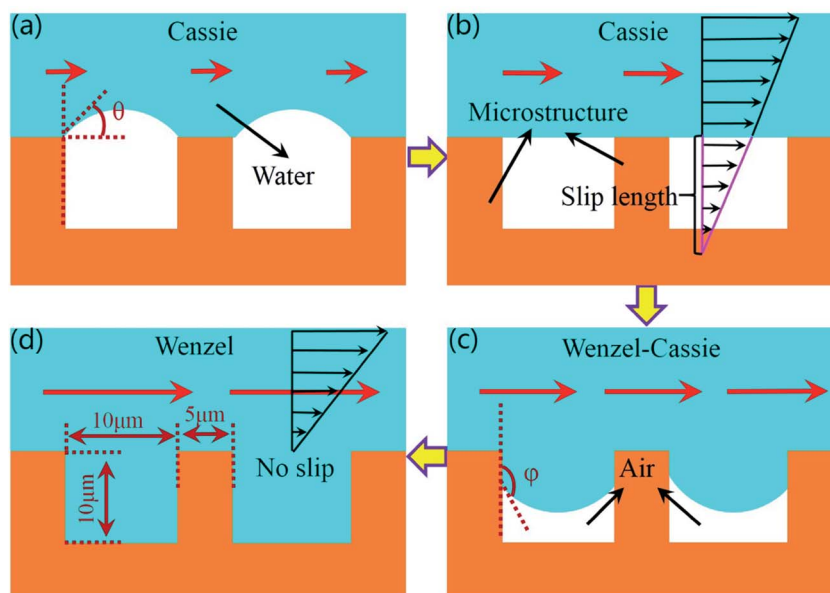 (a)
Cassie
θ
Water
(b)
Cassie
Microstructure
Slip length
(d)
Wenzel
10μm
5μm
10μm
No slip
(c)
Wenzel-Cassie
φ
Air